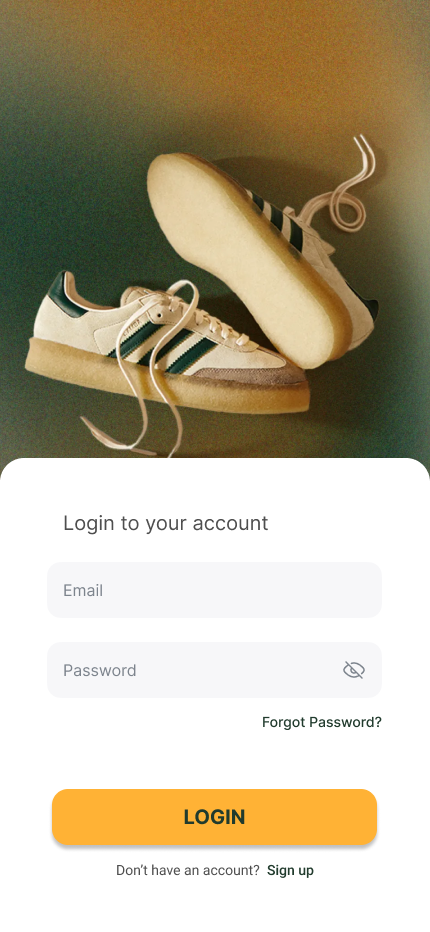 Login to your account
Email
Password
Forgot Password?
LOGIN
Don’t have an account? Sign up